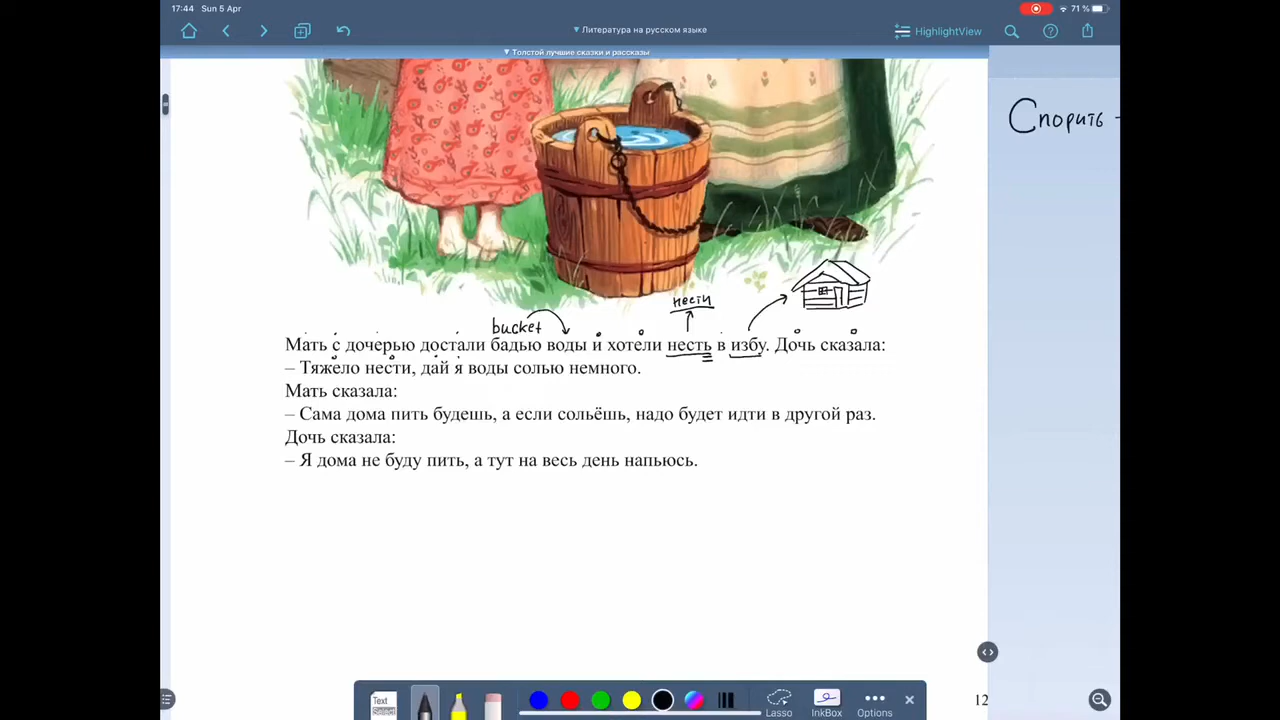 17:44 Sun 5 Apr
71 %
Литература на русском языке
HighlightView
Толстой лучшие сказки и рассказы
Спорить -
нести
bucket
Мать с дочерью достали бадью воды и хотели несть в избу. Дочь сказала:
– Тяжело нести, дай я воды солью немного.
Мать сказала:
– Сама дома пить будешь, а если сольёшь, надо будет идти в другой раз.
Дочь сказала:
– Я дома не буду пить, а тут на весь день напьюсь.
12
Text
Select
Lasso
InkBox
Options